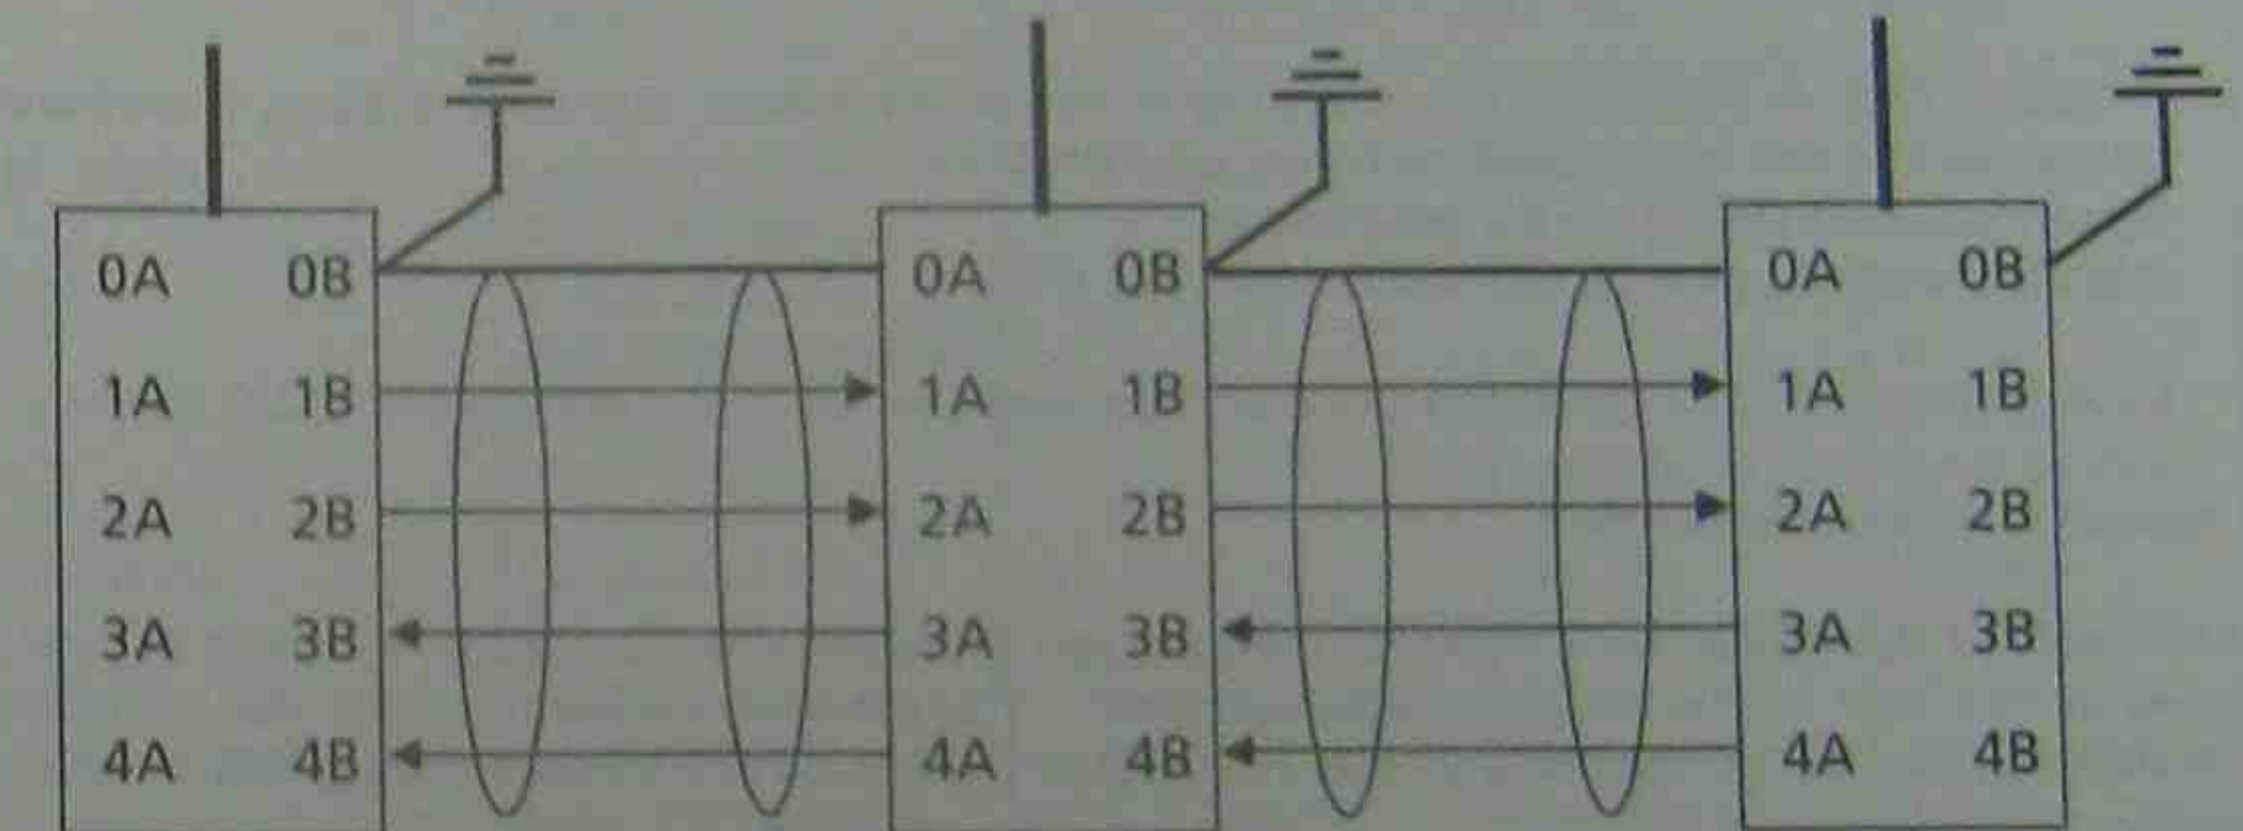 0A 0B 0A 0B 0A 0B
1A 1B 1A 1B 1A 1B
2A 2B 2A 2B 2A 2B
3A 3B 3A 3B 3A 3B
4A 4B 4A 4B 4A 4B